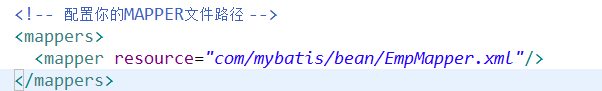 <!-- 配置你的MAPPER文件路径 -->
<mappers>
<mapper resource="com/mybatis/bean/EmpMapper.xml"/>
</mappers>